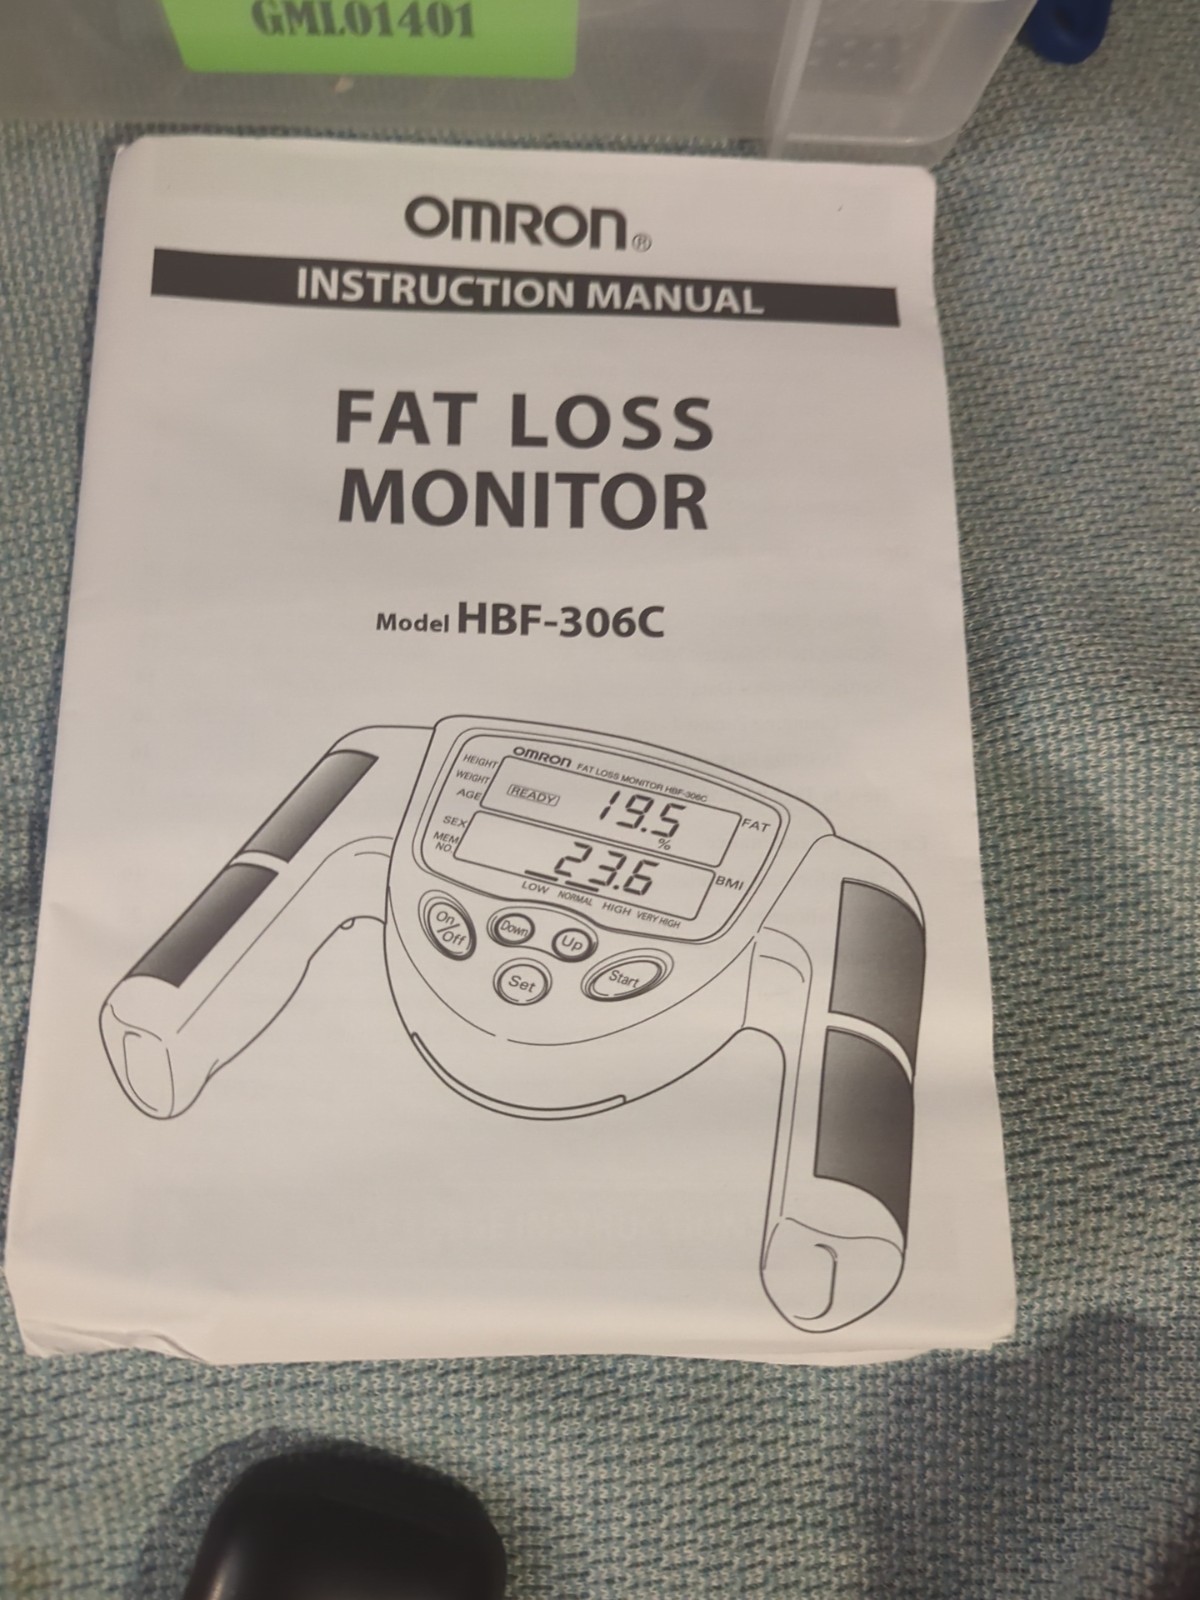 GML01401
OMRON®
INSTRUCTION MANUAL
FAT LOSS
MONITOR
Model HBF-306C
OMRON FAT LOSS MONITOR HBF-306C
HEIGHT
WEIGHT
AGE
READY
19.5
%
FAT
SEX
MEM
NO.
23.6
BMI
LOW NORMAL HIGH VERY HIGH
On/Off
Down
Up
Set
Start